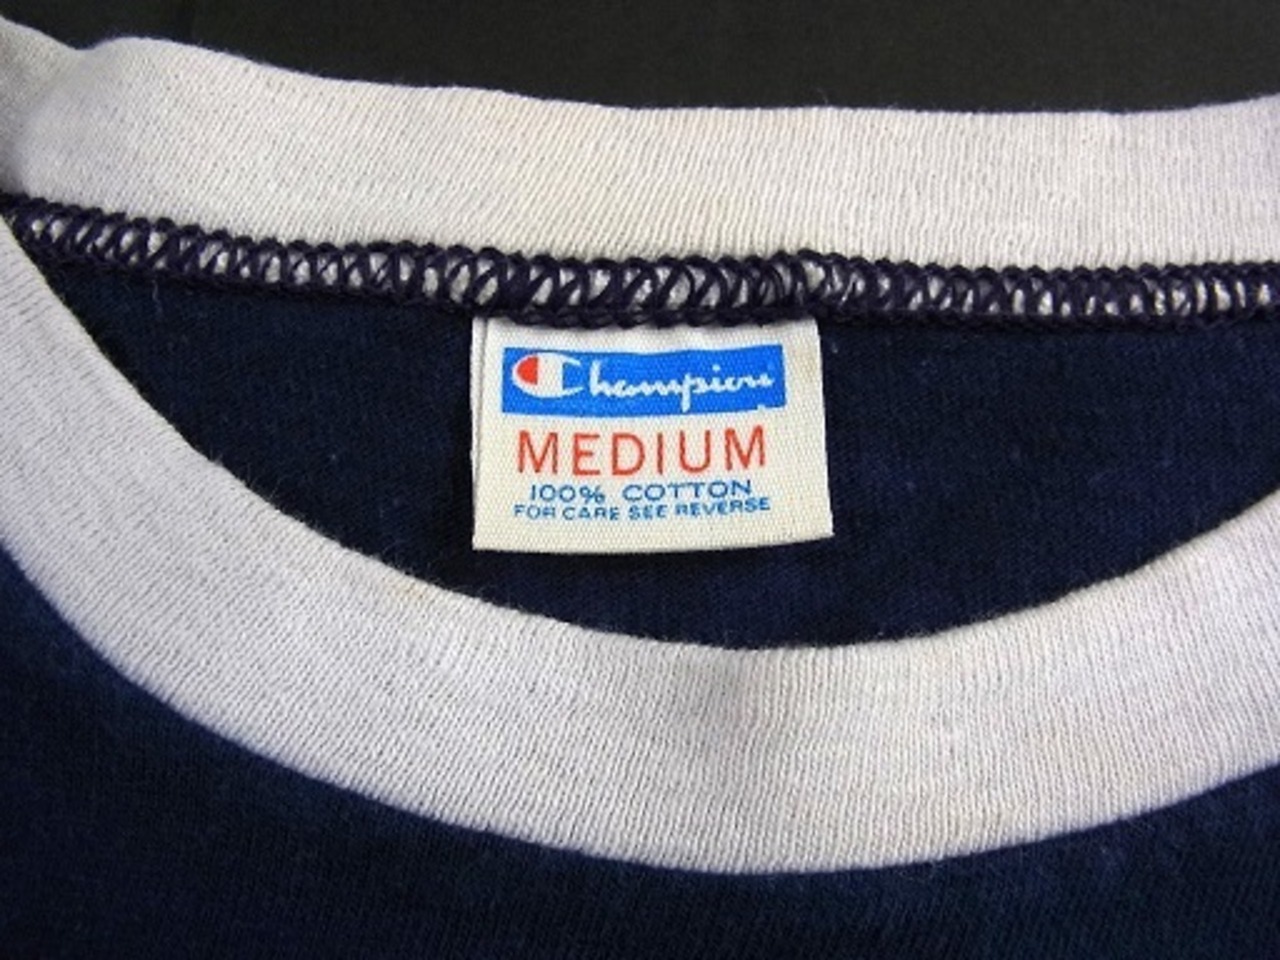 Champion
MEDIUM
100% COTTON
FOR CARE SEE REVERSE